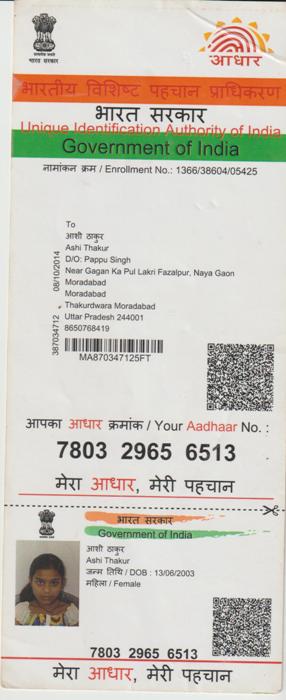 भारत सरकार
आधार
भारतीय विशिष्ट पहचान प्राधिकरण
भारत सरकार
Unique Identification Authority of India
Government of India
नामांकन क्रम / Enrollment No.: 1366/38604/05425
To
आशी ठाकुर
Ashi Thakur
D/O: Pappu Singh
Near Gagan Ka Pul Lakri Fazalpur, Naya Gaon
Moradabad
Moradabad
Thakurdwara Moradabad
Uttar Pradesh 244001
8650768419
387034712 08/10/2014
MA870347125FT
आपका आधार क्रमांक / Your Aadhaar No. :
7803 2965 6513
मेरा आधार, मेरी पहचान
भारत सरकार
Government of India
आशी ठाकुर
Ashi Thakur
जन्म तिथि / DOB : 13/06/2003
महिला / Female
7803 2965 6513
मेरा आधार, मेरी पहचान